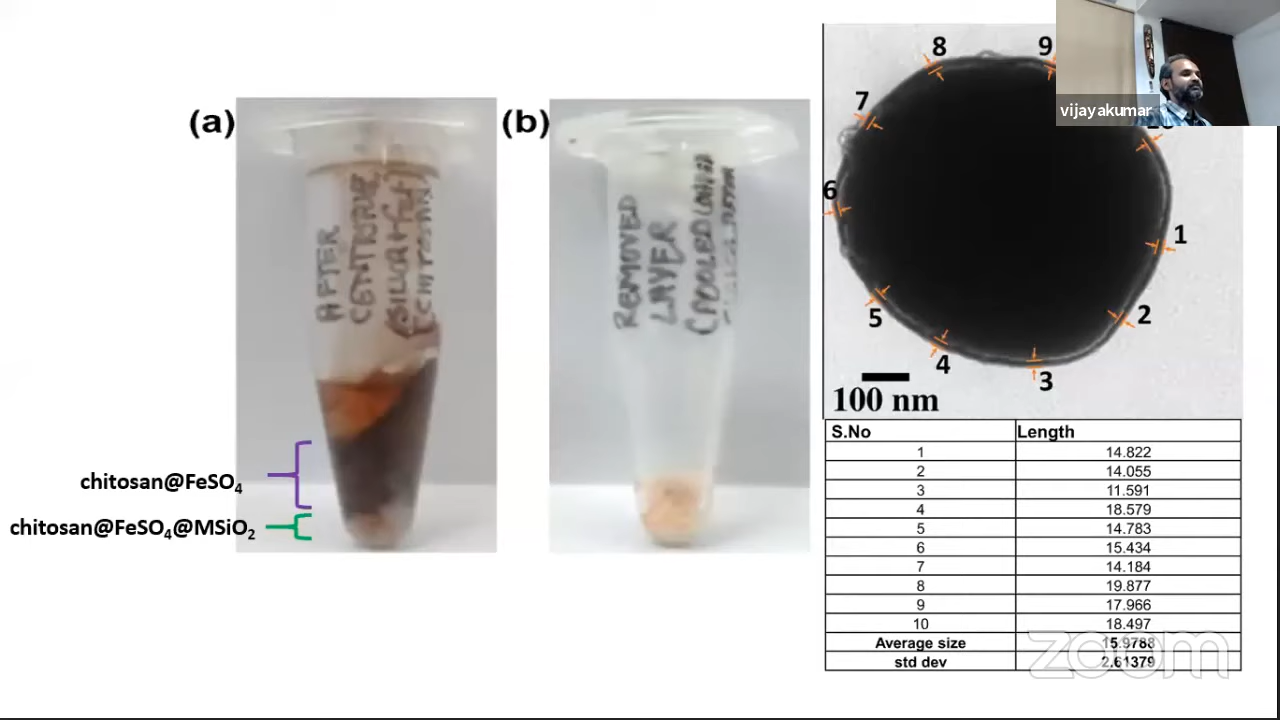 (a)
AFTER
CENTRIFUGE
(b)
REMOVED
LAYER
(POOLED
chitosan@FeSO₄
chitosan@FeSO₄@MSiO₂
vijayakumar
8
9
7
6
1
5
2
4
3
100 nm
S.No Length
1 14.822
2 14.055
3 11.591
4 18.579
5 14.783
6 15.434
7 14.184
8 19.877
9 17.966
10 18.497
Average size 15.9788
std dev 2.61379
zoom